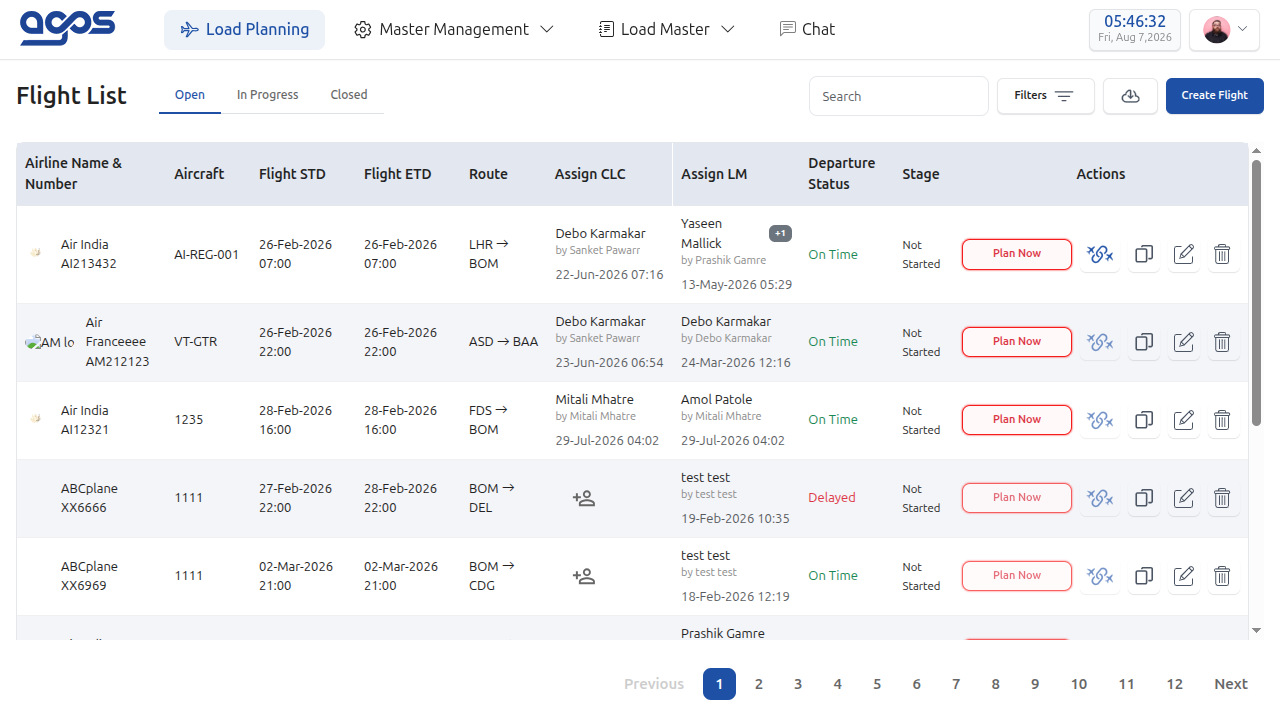 agos
Load Planning
Master Management
Load Master
Chat
05:46:32
Fri, Aug 7,2026
Flight List
Open
In Progress
Closed
Search
Filters
Create Flight
Airline Name &
Number
Aircraft
Flight STD
Flight ETD
Route
Assign CLC
Assign LM
Departure
Status
Stage
Actions
Air India
AI213432
AI-REG-001
26-Feb-2026
07:00
26-Feb-2026
07:00
LHR →
BOM
Debo Karmakar
by Sanket Pawarr
22-Jun-2026 07:16
Yaseen
Mallick
+1
by Prashik Gamre
13-May-2026 05:29
On Time
Not
Started
Plan Now
AM lo
Air
Franceeee
AM212123
VT-GTR
26-Feb-2026
22:00
26-Feb-2026
22:00
ASD → BAA
Debo Karmakar
by Sanket Pawarr
23-Jun-2026 06:54
Debo Karmakar
by Debo Karmakar
24-Mar-2026 12:16
On Time
Not
Started
Plan Now
Air India
AI12321
1235
28-Feb-2026
16:00
28-Feb-2026
16:00
FDS →
BOM
Mitali Mhatre
by Mitali Mhatre
29-Jul-2026 04:02
Amol Patole
by Mitali Mhatre
29-Jul-2026 04:02
On Time
Not
Started
Plan Now
ABCplane
XX6666
1111
27-Feb-2026
22:00
28-Feb-2026
22:00
BOM →
DEL
test test
by test test
19-Feb-2026 10:35
Delayed
Not
Started
Plan Now
ABCplane
XX6969
1111
02-Mar-2026
21:00
02-Mar-2026
21:00
BOM →
CDG
test test
by test test
18-Feb-2026 12:19
On Time
Not
Started
Plan Now
Prashik Gamre
Previous
1
2
3
4
5
6
7
8
9
10
11
12
Next